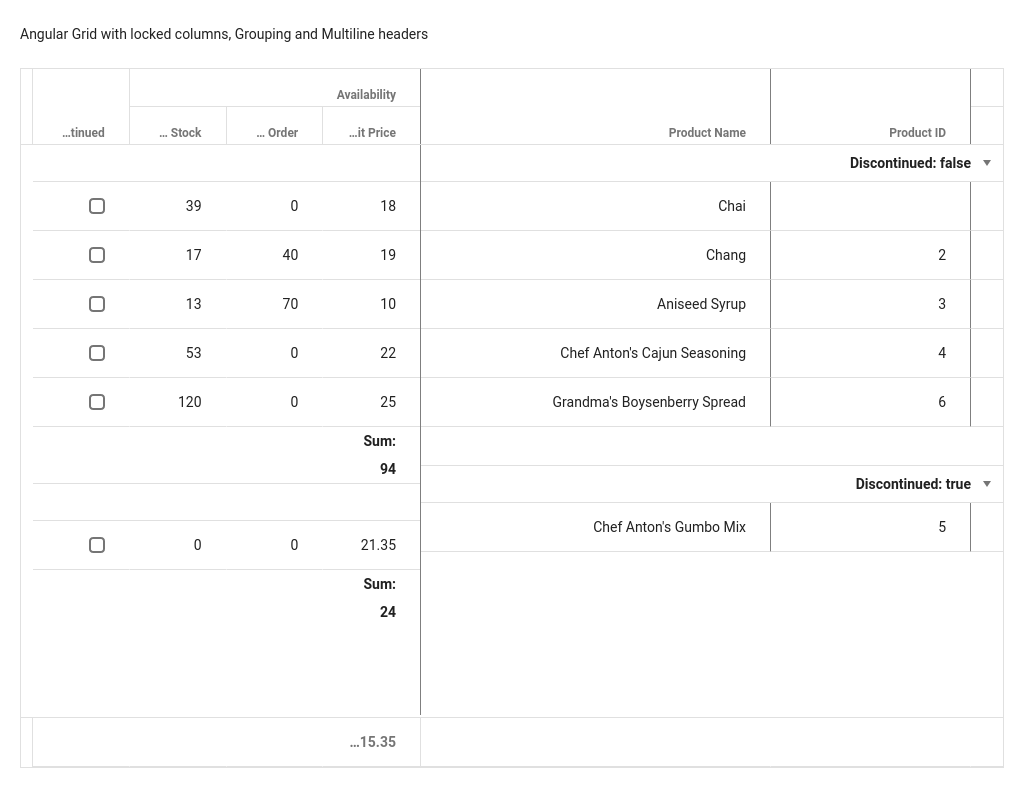 Angular Grid with locked columns, Grouping and Multiline headers
Availability
…tinued … Stock … Order …it Price Product Name Product ID
Discontinued: false
39 0 18 Chai
17 40 19 Chang 2
13 70 10 Aniseed Syrup 3
53 0 22 Chef Anton's Cajun Seasoning 4
120 0 25 Grandma's Boysenberry Spread 6
Sum:
94
Discontinued: true
Chef Anton's Gumbo Mix 5
0 0 21.35
Sum:
24
…15.35